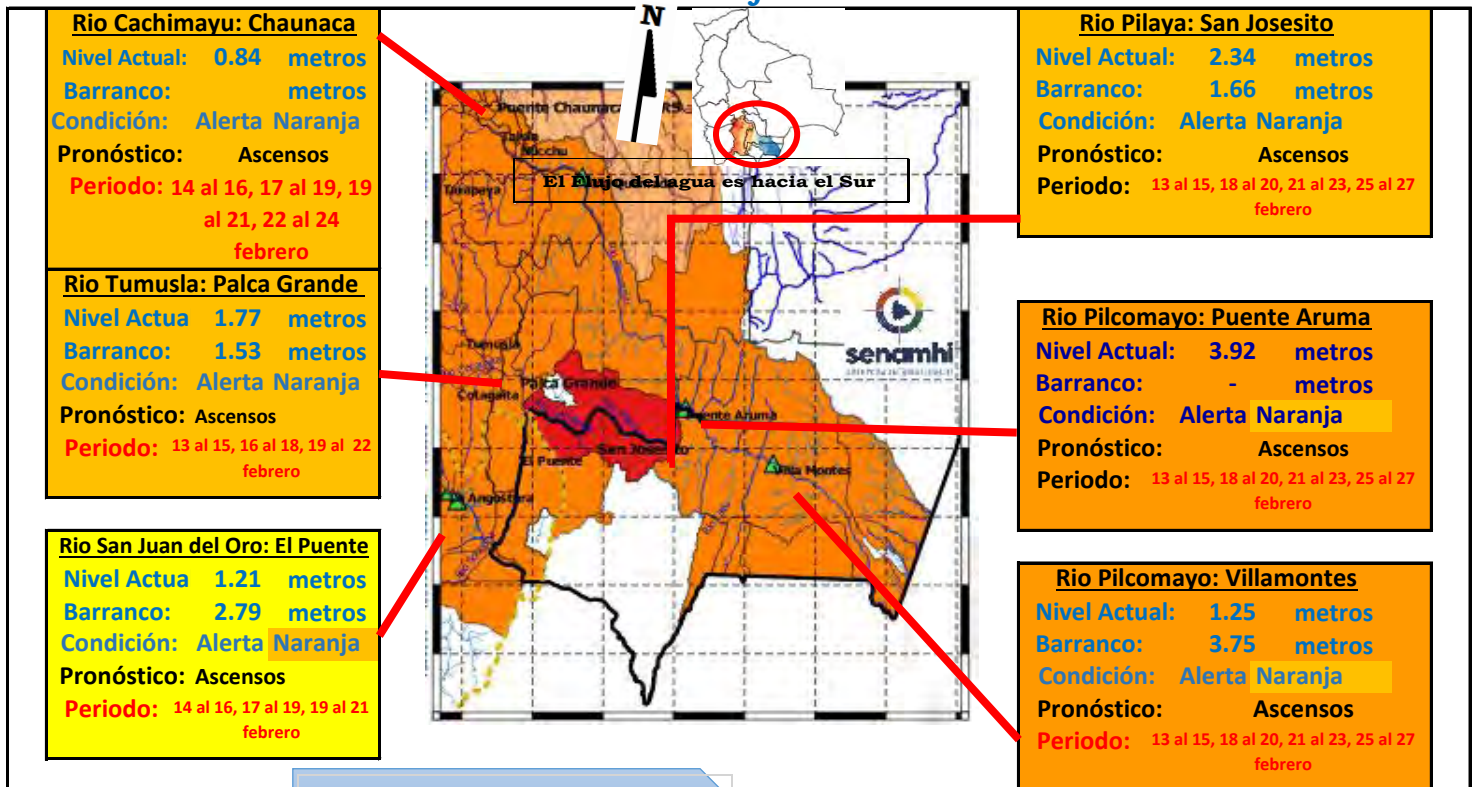 Rio Cachimayu: Chaunaca
Nivel Actual: 0.84 metros
Barranco: metros
Condición: Alerta Naranja
Pronóstico: Ascensos
Periodo: 14 al 16, 17 al 19, 19
al 21, 22 al 24
febrero
Rio Tumusla: Palca Grande
Nivel Actua 1.77 metros
Barranco: 1.53 metros
Condición: Alerta Naranja
Pronóstico: Ascensos
Periodo: 13 al 15, 16 al 18, 19 al 22
febrero
Rio San Juan del Oro: El Puente
Nivel Actua 1.21 metros
Barranco: 2.79 metros
Condición: Alerta Naranja
Pronóstico: Ascensos
Periodo: 14 al 16, 17 al 19, 19 al 21
febrero
N
El Flujo del agua es hacia el Sur
Puente Chaunaca
Tarapaya
Tumusla
Palca Grande
Cotagaita
Puente Aruma
San Josesito
El Puente
Villa Montes
Angostura
senamhi
Rio Pilaya: San Josesito
Nivel Actual: 2.34 metros
Barranco: 1.66 metros
Condición: Alerta Naranja
Pronóstico: Ascensos
Periodo: 13 al 15, 18 al 20, 21 al 23, 25 al 27
febrero
Rio Pilcomayo: Puente Aruma
Nivel Actual: 3.92 metros
Barranco: - metros
Condición: Alerta Naranja
Pronóstico: Ascensos
Periodo: 13 al 15, 18 al 20, 21 al 23, 25 al 27
febrero
Rio Pilcomayo: Villamontes
Nivel Actual: 1.25 metros
Barranco: 3.75 metros
Condición: Alerta Naranja
Pronóstico: Ascensos
Periodo: 13 al 15, 18 al 20, 21 al 23, 25 al 27
febrero